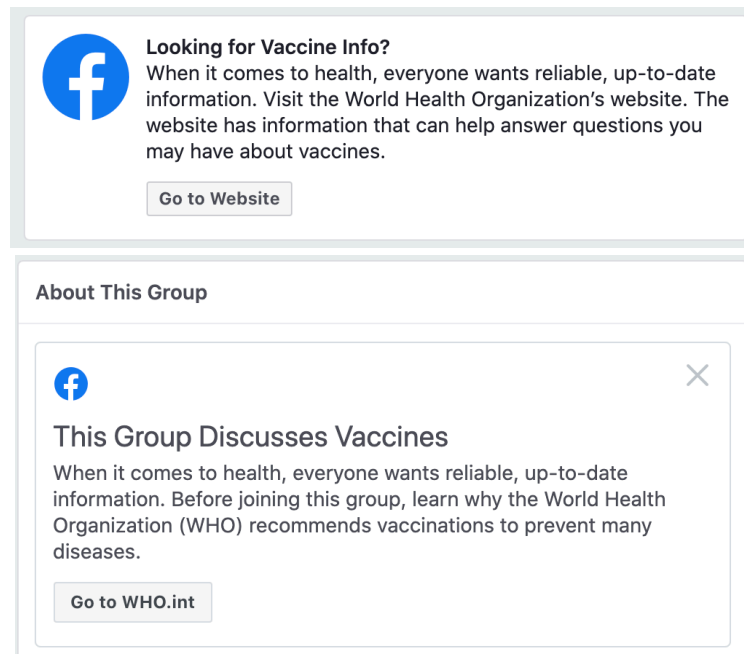 Looking for Vaccine Info?
When it comes to health, everyone wants reliable, up-to-date
information. Visit the World Health Organization’s website. The
website has information that can help answer questions you
may have about vaccines.
Go to Website
About This Group
This Group Discusses Vaccines
When it comes to health, everyone wants reliable, up-to-date
information. Before joining this group, learn why the World Health
Organization (WHO) recommends vaccinations to prevent many
diseases.
Go to WHO.int